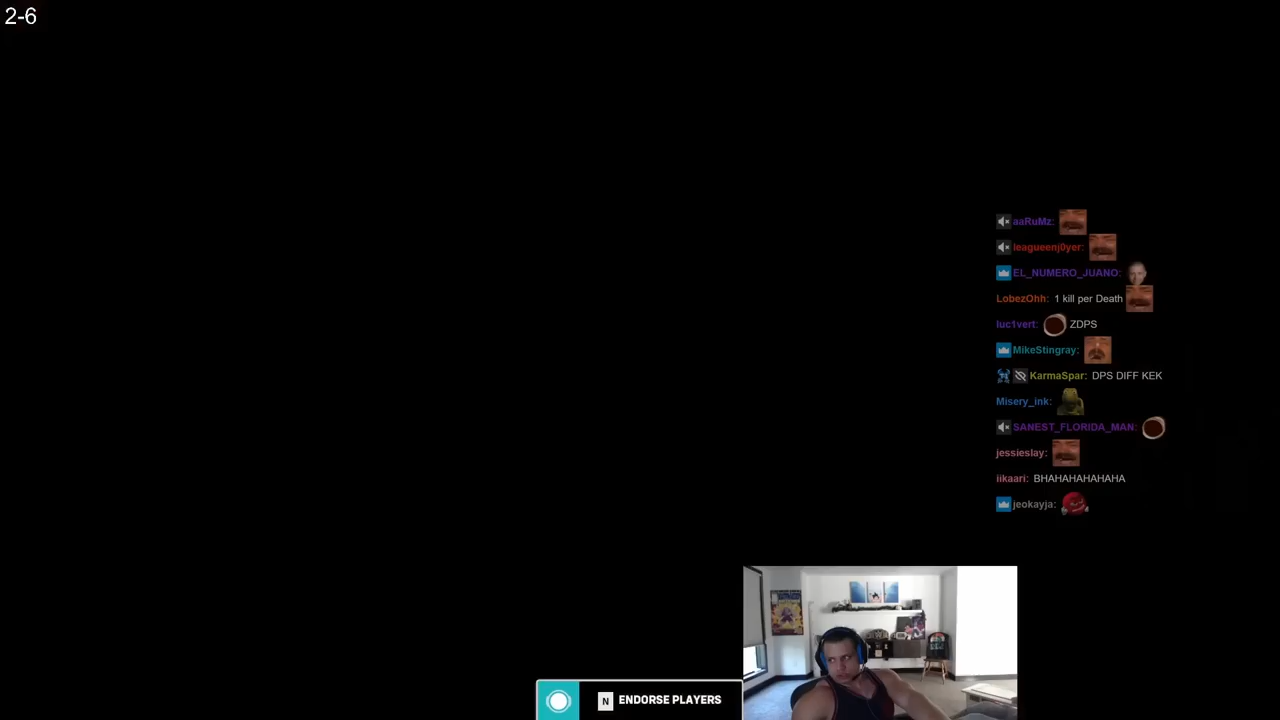 2-6
aaRuMz:
leagueenj0yer:
EL_NUMERO_JUANO:
LobezOhh: 1 kill per Death
luc1vert: ZDPS
MikeStingray:
KarmaSpar: DPS DIFF KEK
Misery_ink:
SANEST_FLORIDA_MAN:
jessieslay:
iikaari: BHAHAHAHAHAHA
jeokayja:
N ENDORSE PLAYERS